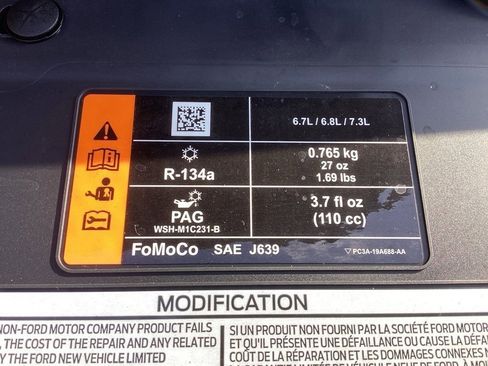 6.7L / 6.8L / 7.3L
R-134a
0.765 kg
27 oz
1.69 lbs
PAG
WSH-M1C231-B
3.7 fl oz
(110 cc)
FoMoCo SAE J639
PC3A-19A688-AA
MODIFICATION
NON-FORD MOTOR COMPANY PRODUCT FAILS
, THE COST OF THE REPAIR AND ANY RELATED
Y THE FORD NEW VEHICLE LIMITED
SI UN PRODUIT NON FOURNI PAR LA SOCIÉTÉ FORD MOTOR
ET QU'IL PRÉSENTE UNE DÉFAILLANCE OU CAUSE
COÛT DE LA RÉPARATION ET LES DOMMAGES CONNEXES N